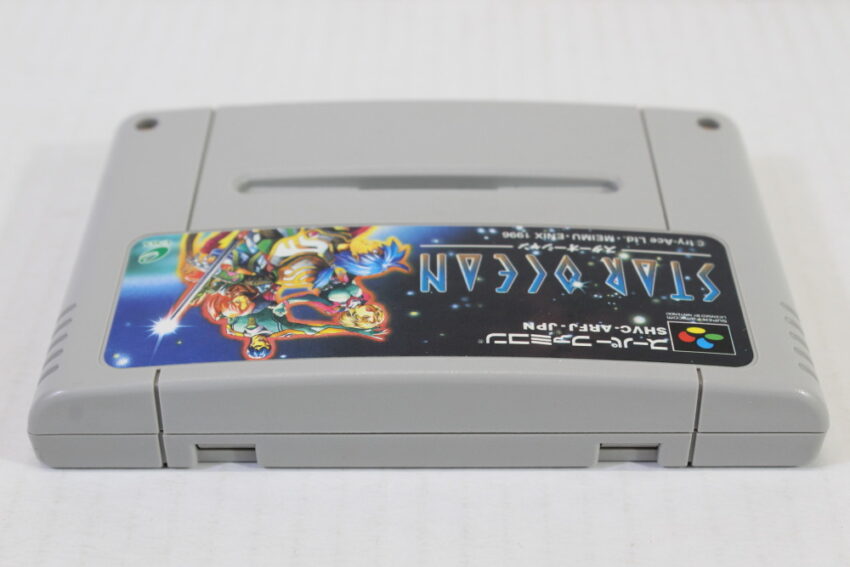 スーパーファミコン®
SHVC-ARFJ-JPN
STAR OCEAN
スターオーシャン
© try-Ace Ltd.・MEIMU・ENIX 1996